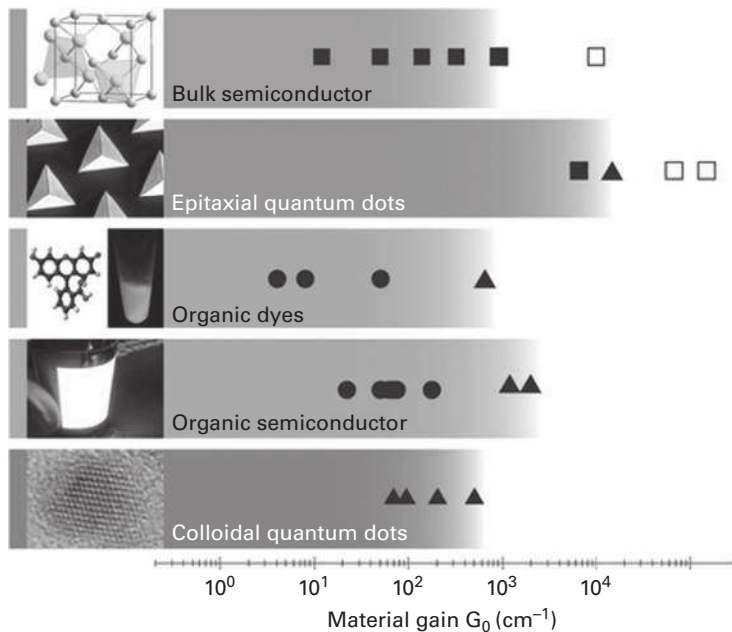 Bulk semiconductor
Epitaxial quantum dots
Organic dyes
Organic semiconductor
Colloidal quantum dots
10⁰ 10¹ 10² 10³ 10⁴
Material gain G₀ (cm⁻¹)